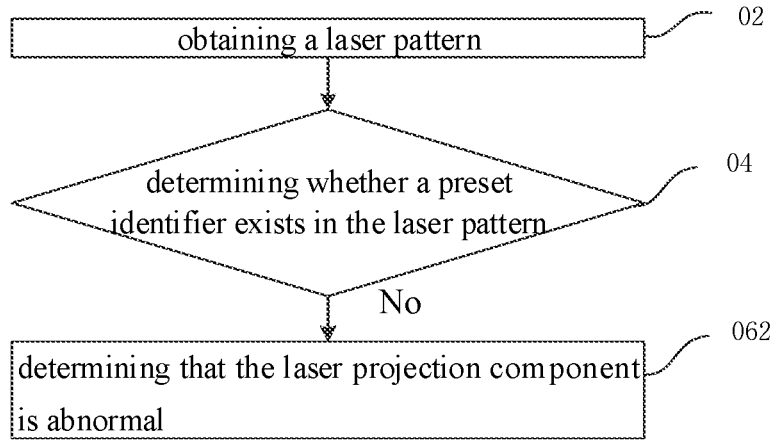 obtaining a laser pattern
02
determining whether a preset
identifier exists in the laser pattern
04
No
determining that the laser projection component
is abnormal
062